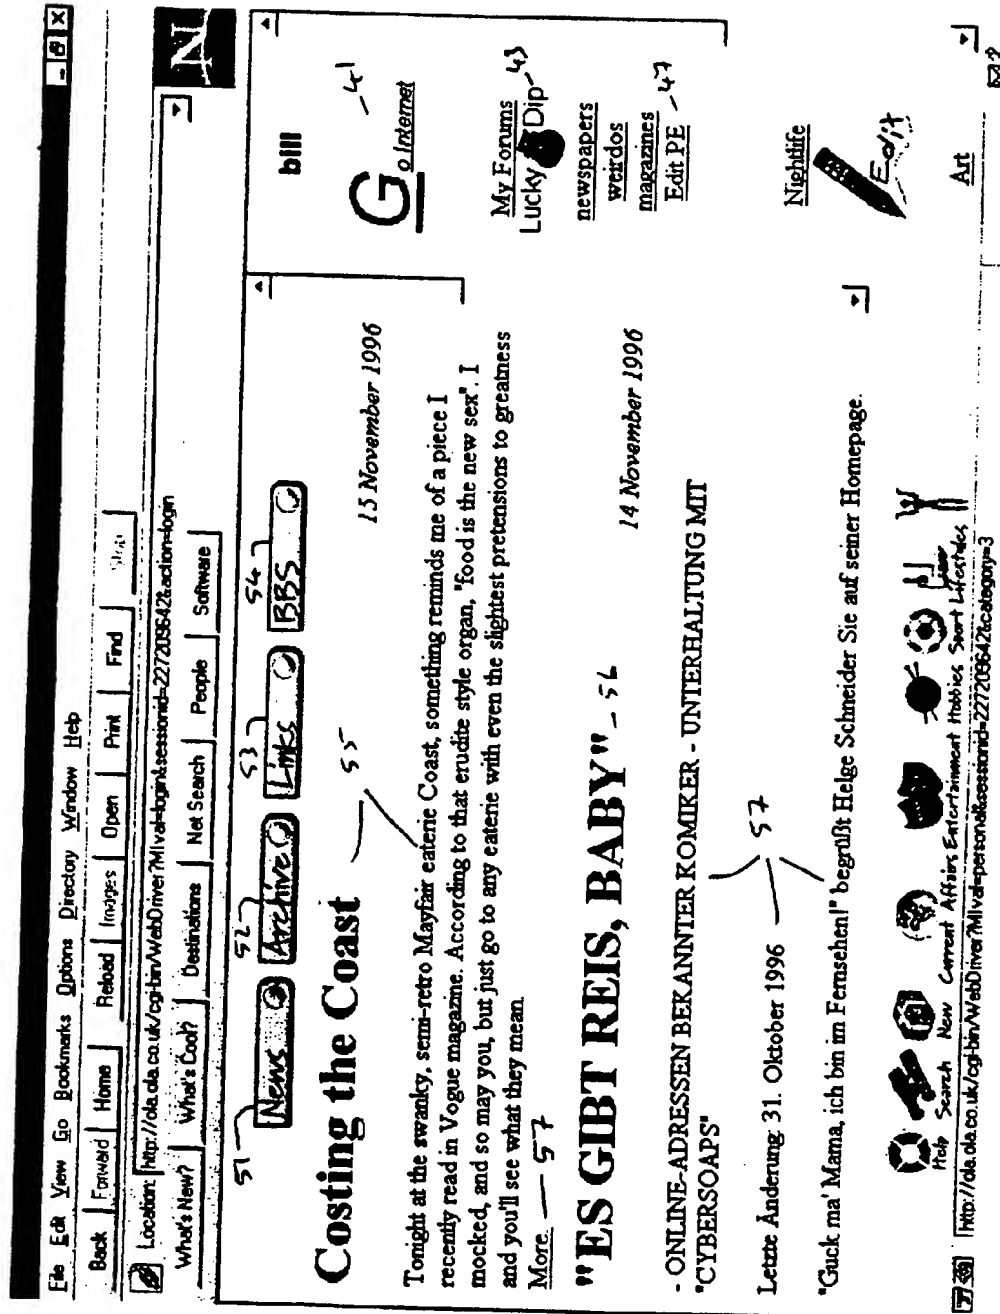 File Edit View Go Bookmarks Options Directory Window Help
Back Forward Home Reload Images Open Print Find Stop
Location: http://ola.ola.co.uk/cgi-bin/WebDriver?MIval=login&sessionid=227209642&action=login
What's New? What's Cool? Destinations Net Search People Software
N
51 52 53 54
News Archive Links BBS
Costing the Coast
55
15 November 1996
Tonight at the swanky, semi-retro Mayfair eaterie Coast, something reminds me of a piece I
recently read in Vogue magazine. According to that erudite style organ, "food is the new sex". I
mocked, and so may you, but just go to any eaterie with even the slightest pretensions to greatness
and you'll see what they mean.
More. — 57
"ES GIBT REIS, BABY" - 56
14 November 1996
- ONLINE-ADRESSEN BEKANNTER KOMIKER - UNTERHALTUNG MIT
"CYBERSOAPS"
Letzte Änderung 31. Oktober 1996
57
"Guck ma' Mama, ich bin im Fernsehen!" begrüßt Helge Schneider Sie auf seiner Homepage.
bill
Go Internet - 41
My Forums
Lucky Dip - 43
newspapers
weirdos
magazines
Edit PE - 47
Nightlife
Edit
Art
Help Search New Current Affairs Entertainment Hobbies Sport Lifestyles
http://ola.ola.co.uk/cgi-bin/WebDriver?MIval=personal&sessionid=227209642&category=3